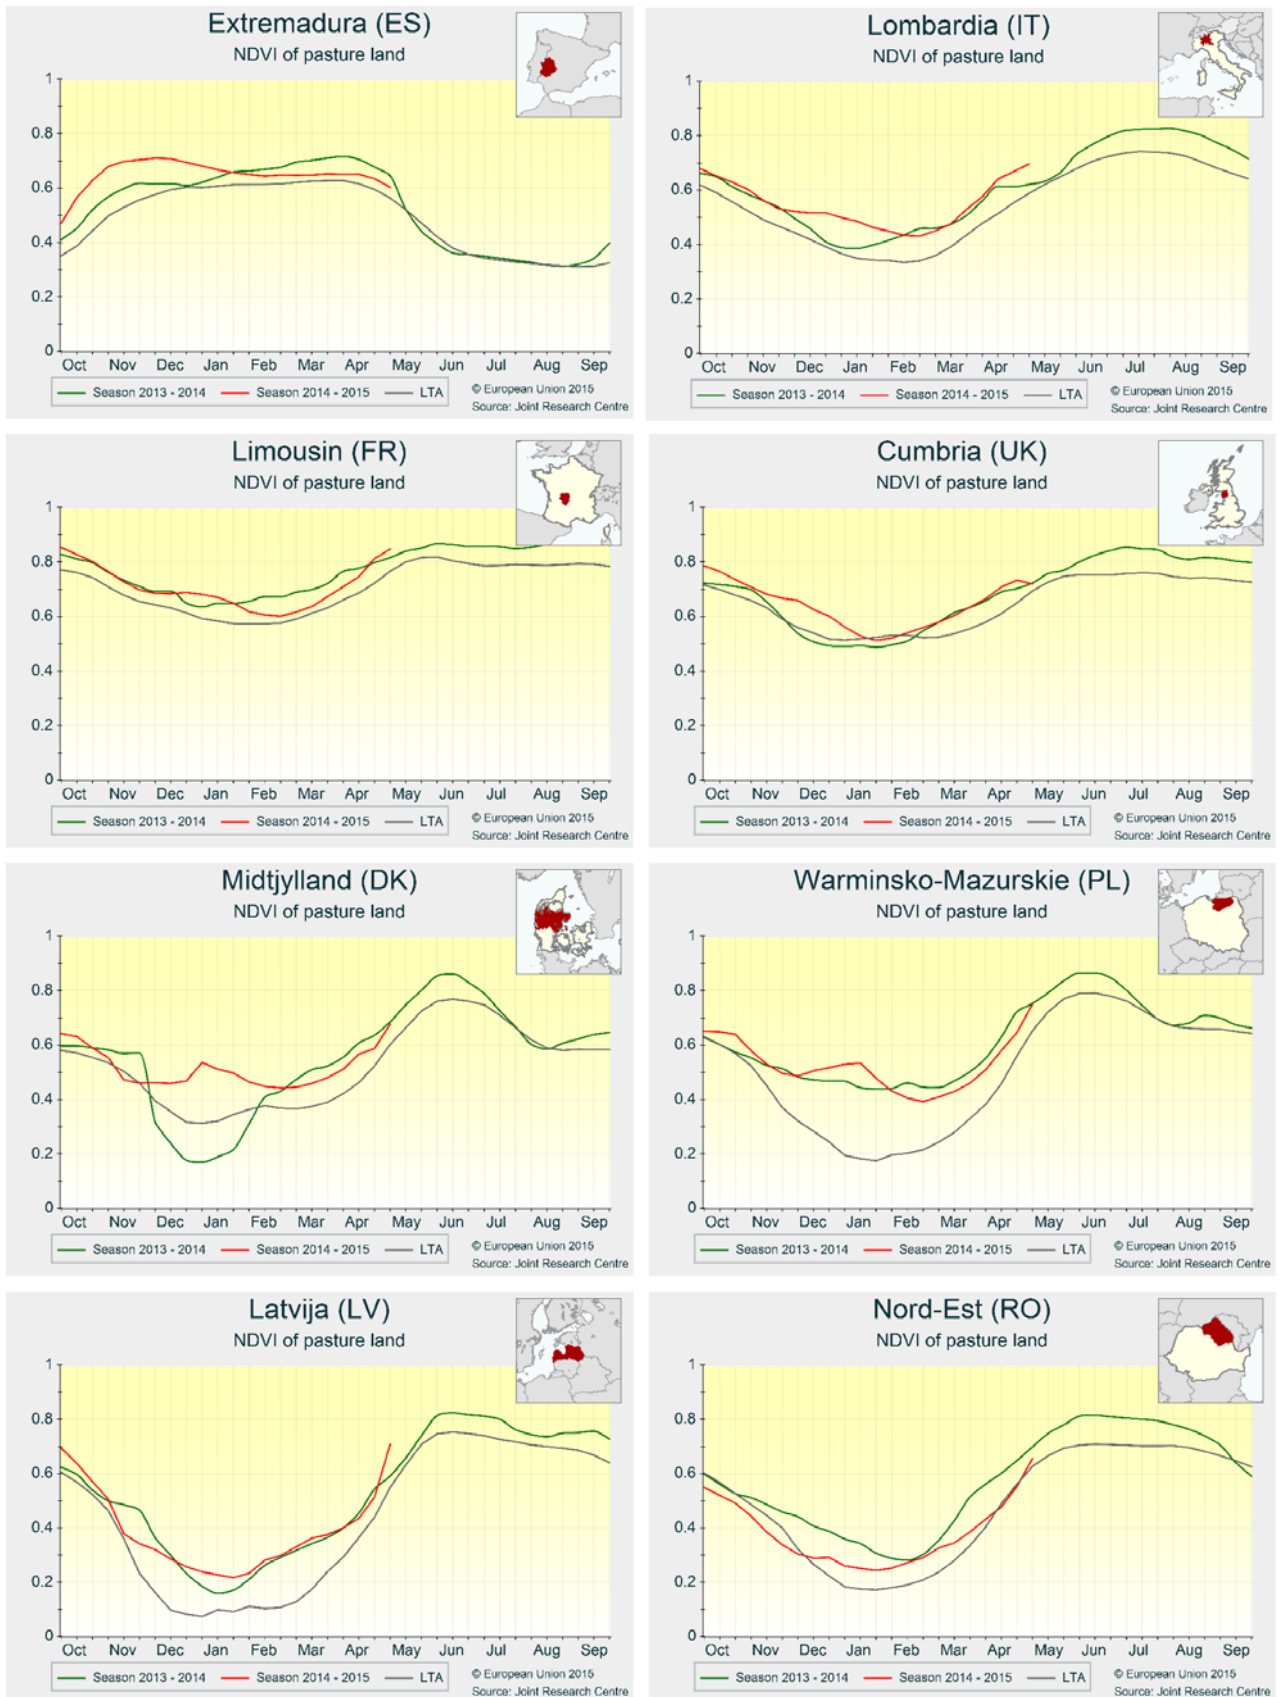 Extremadura (ES)
NDVI of pasture land
1
0.8
0.6
0.4
0.2
0
Oct Nov Dec Jan Feb Mar Apr May Jun Jul Aug Sep
Season 2013 - 2014 Season 2014 - 2015 LTA
© European Union 2015
Source: Joint Research Centre
Lombardia (IT)
NDVI of pasture land
1
0.8
0.6
0.4
0.2
0
Oct Nov Dec Jan Feb Mar Apr May Jun Jul Aug Sep
Season 2013 - 2014 Season 2014 - 2015 LTA
© European Union 2015
Source: Joint Research Centre
Limousin (FR)
NDVI of pasture land
1
0.8
0.6
0.4
0.2
0
Oct Nov Dec Jan Feb Mar Apr May Jun Jul Aug Sep
Season 2013 - 2014 Season 2014 - 2015 LTA
© European Union 2015
Source: Joint Research Centre
Cumbria (UK)
NDVI of pasture land
1
0.8
0.6
0.4
0.2
0
Oct Nov Dec Jan Feb Mar Apr May Jun Jul Aug Sep
Season 2013 - 2014 Season 2014 - 2015 LTA
© European Union 2015
Source: Joint Research Centre
Midtjylland (DK)
NDVI of pasture land
1
0.8
0.6
0.4
0.2
0
Oct Nov Dec Jan Feb Mar Apr May Jun Jul Aug Sep
Season 2013 - 2014 Season 2014 - 2015 LTA
© European Union 2015
Source: Joint Research Centre
Warminsko-Mazurskie (PL)
NDVI of pasture land
1
0.8
0.6
0.4
0.2
0
Oct Nov Dec Jan Feb Mar Apr May Jun Jul Aug Sep
Season 2013 - 2014 Season 2014 - 2015 LTA
© European Union 2015
Source: Joint Research Centre
Latvija (LV)
NDVI of pasture land
1
0.8
0.6
0.4
0.2
0
Oct Nov Dec Jan Feb Mar Apr May Jun Jul Aug Sep
Season 2013 - 2014 Season 2014 - 2015 LTA
© European Union 2015
Source: Joint Research Centre
Nord-Est (RO)
NDVI of pasture land
1
0.8
0.6
0.4
0.2
0
Oct Nov Dec Jan Feb Mar Apr May Jun Jul Aug Sep
Season 2013 - 2014 Season 2014 - 2015 LTA
© European Union 2015
Source: Joint Research Centre